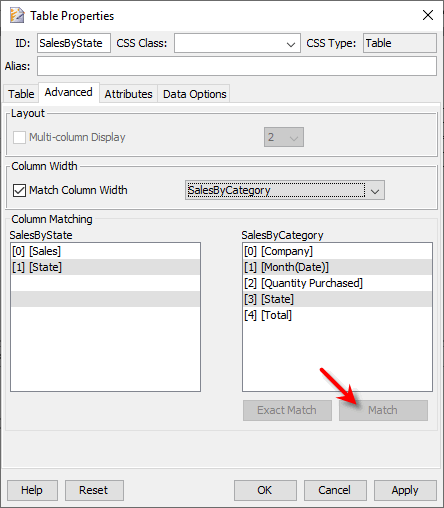 Table Properties
ID: SalesByState CSS Class: CSS Type: Table
Alias:
Table Advanced Attributes Data Options
Layout
Multi-column Display 2
Column Width
Match Column Width SalesByCategory
Column Matching
SalesByState SalesByCategory
[0] [Sales] [0] [Company]
[1] [State] [1] [Month(Date)]
[2] [Quantity Purchased]
[3] [State]
[4] [Total]
Exact Match Match
Help Reset OK Cancel Apply